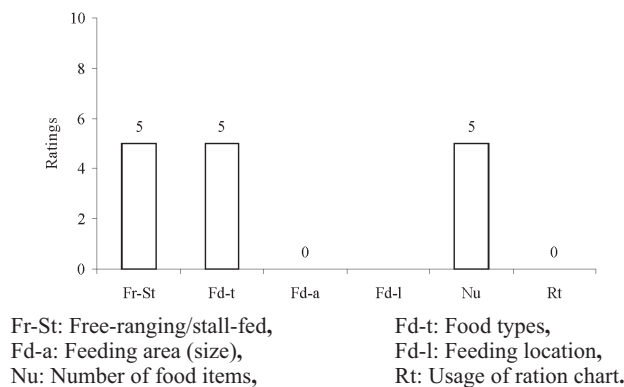 10
8
6
4
2
0
Ratings
5
5
0
5
0
Fr-St Fd-t Fd-a Fd-l Nu Rt
Fr-St: Free-ranging/stall-fed, Fd-t: Food types,
Fd-a: Feeding area (size), Fd-l: Feeding location,
Nu: Number of food items, Rt: Usage of ration chart.